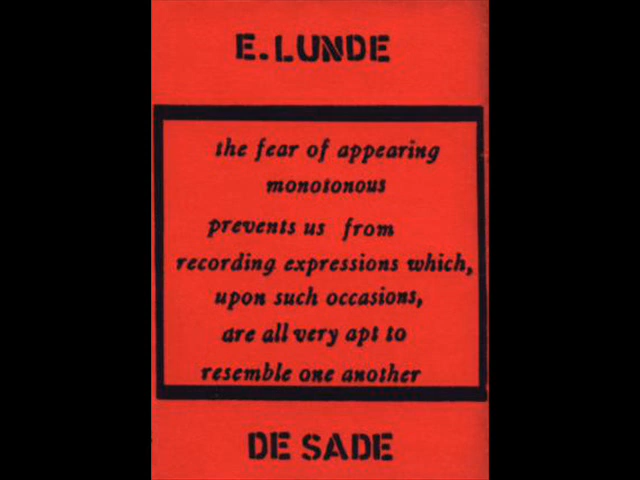 E. LUNDE
the fear of appearing
monotonous
prevents us from
recording expressions which,
upon such occasions,
are all very apt to
resemble one another
DE SADE